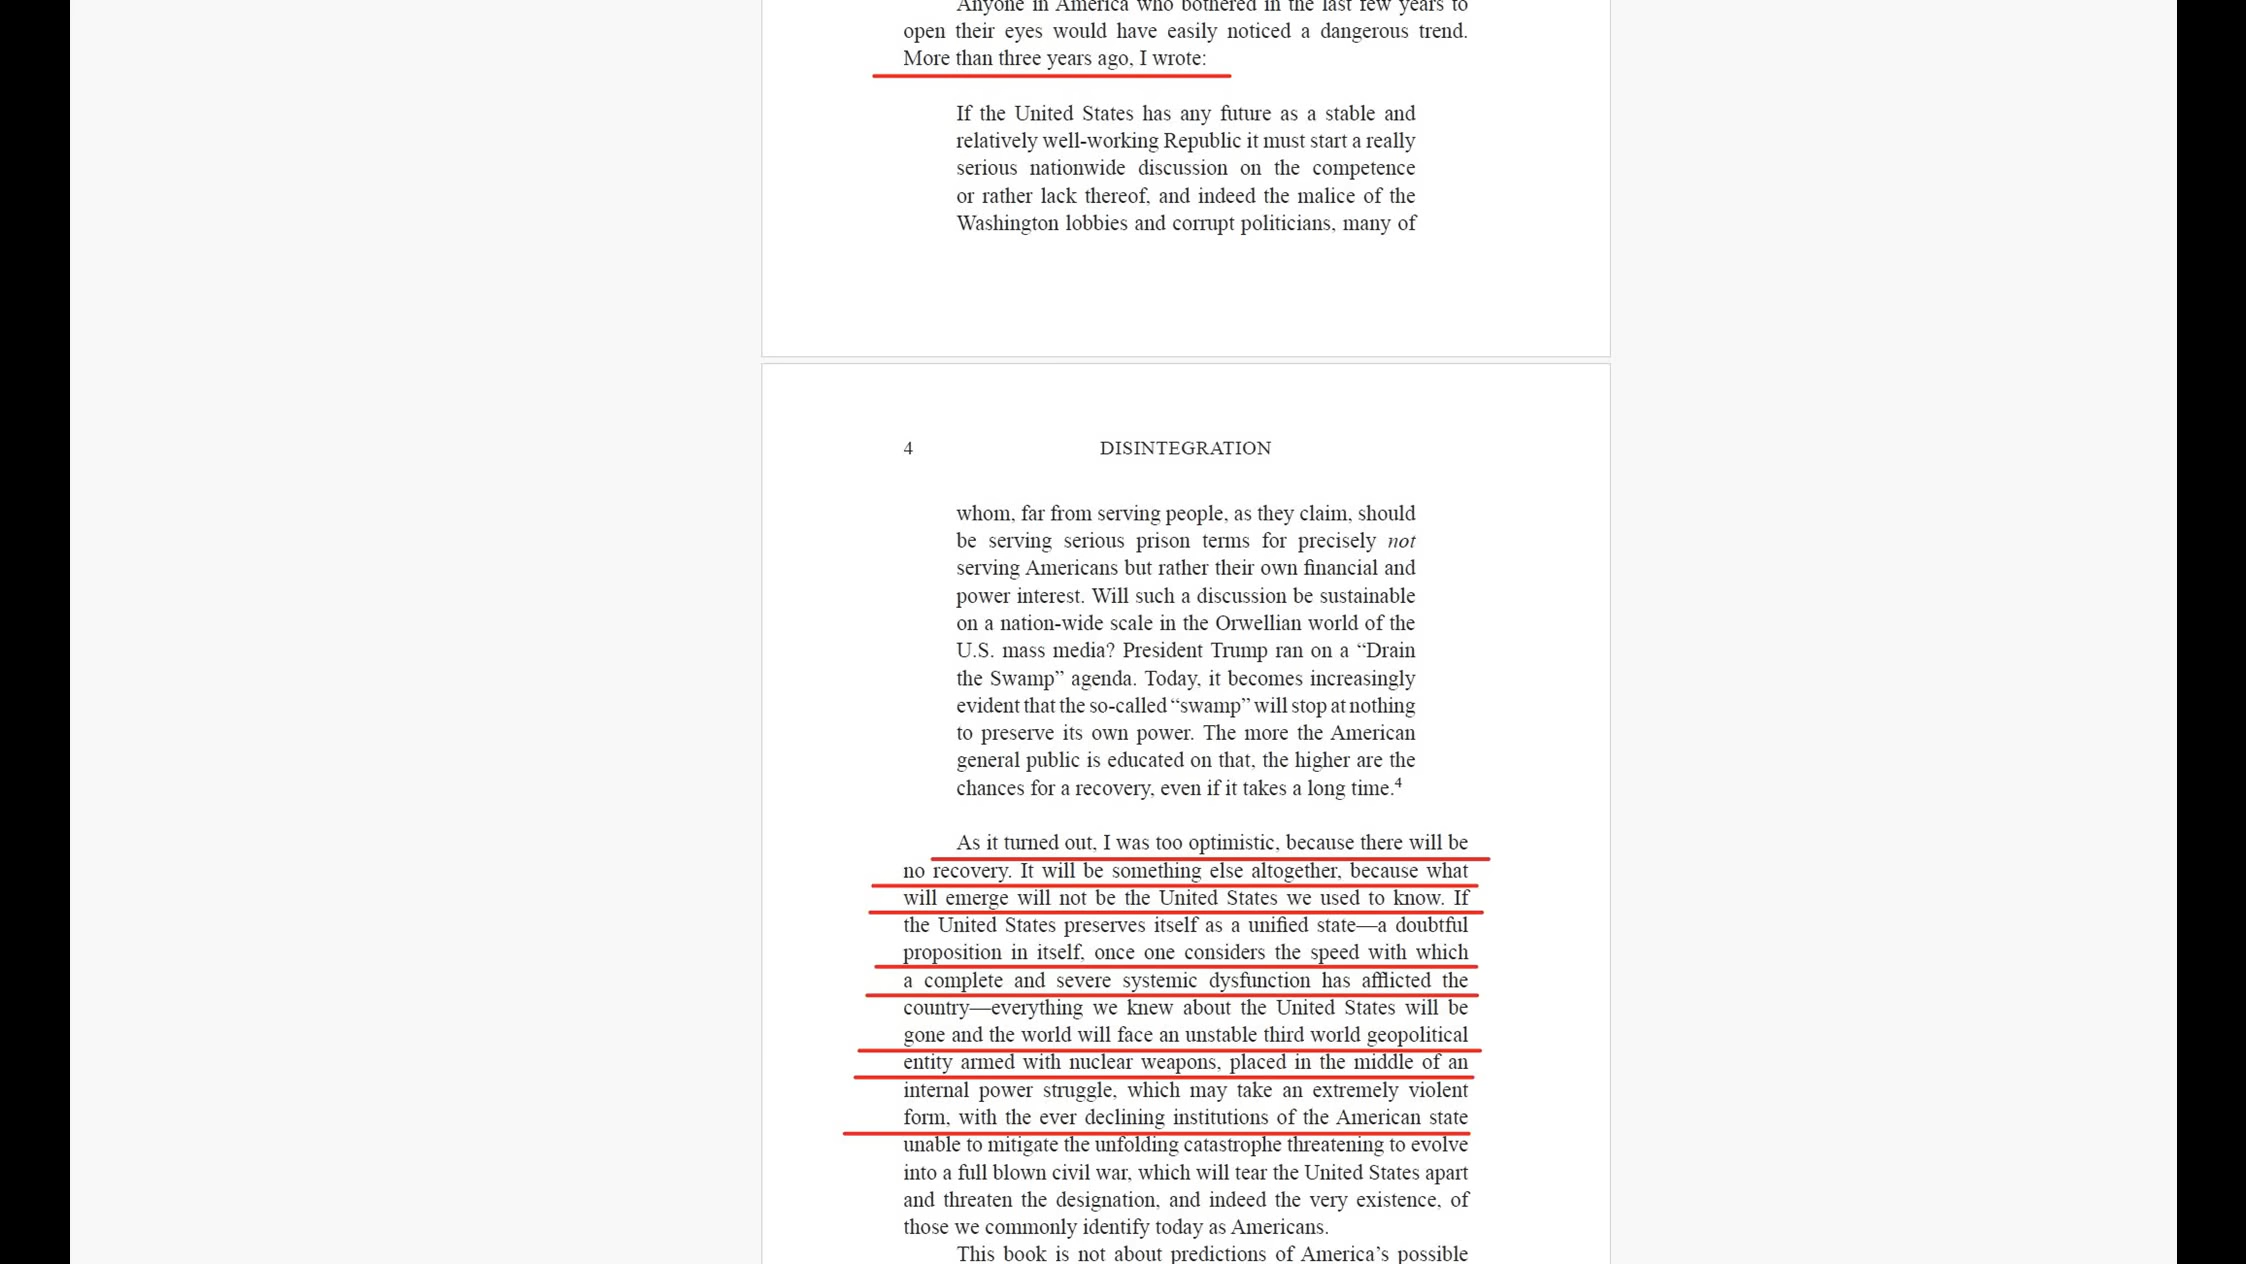 Anyone in America who bothered in the last few years to
open their eyes would have easily noticed a dangerous trend.
More than three years ago, I wrote:
If the United States has any future as a stable and
relatively well-working Republic it must start a really
serious nationwide discussion on the competence
or rather lack thereof, and indeed the malice of the
Washington lobbies and corrupt politicians, many of
4 DISINTEGRATION
whom, far from serving people, as they claim, should
be serving serious prison terms for precisely not
serving Americans but rather their own financial and
power interest. Will such a discussion be sustainable
on a nation-wide scale in the Orwellian world of the
U.S. mass media? President Trump ran on a “Drain
the Swamp” agenda. Today, it becomes increasingly
evident that the so-called “swamp” will stop at nothing
to preserve its own power. The more the American
general public is educated on that, the higher are the
chances for a recovery, even if it takes a long time.4
As it turned out, I was too optimistic, because there will be
no recovery. It will be something else altogether, because what
will emerge will not be the United States we used to know. If
the United States preserves itself as a unified state—a doubtful
proposition in itself, once one considers the speed with which
a complete and severe systemic dysfunction has afflicted the
country—everything we knew about the United States will be
gone and the world will face an unstable third world geopolitical
entity armed with nuclear weapons, placed in the middle of an
internal power struggle, which may take an extremely violent
form, with the ever declining institutions of the American state
unable to mitigate the unfolding catastrophe threatening to evolve
into a full blown civil war, which will tear the United States apart
and threaten the designation, and indeed the very existence, of
those we commonly identify today as Americans.
This book is not about predictions of America’s possible